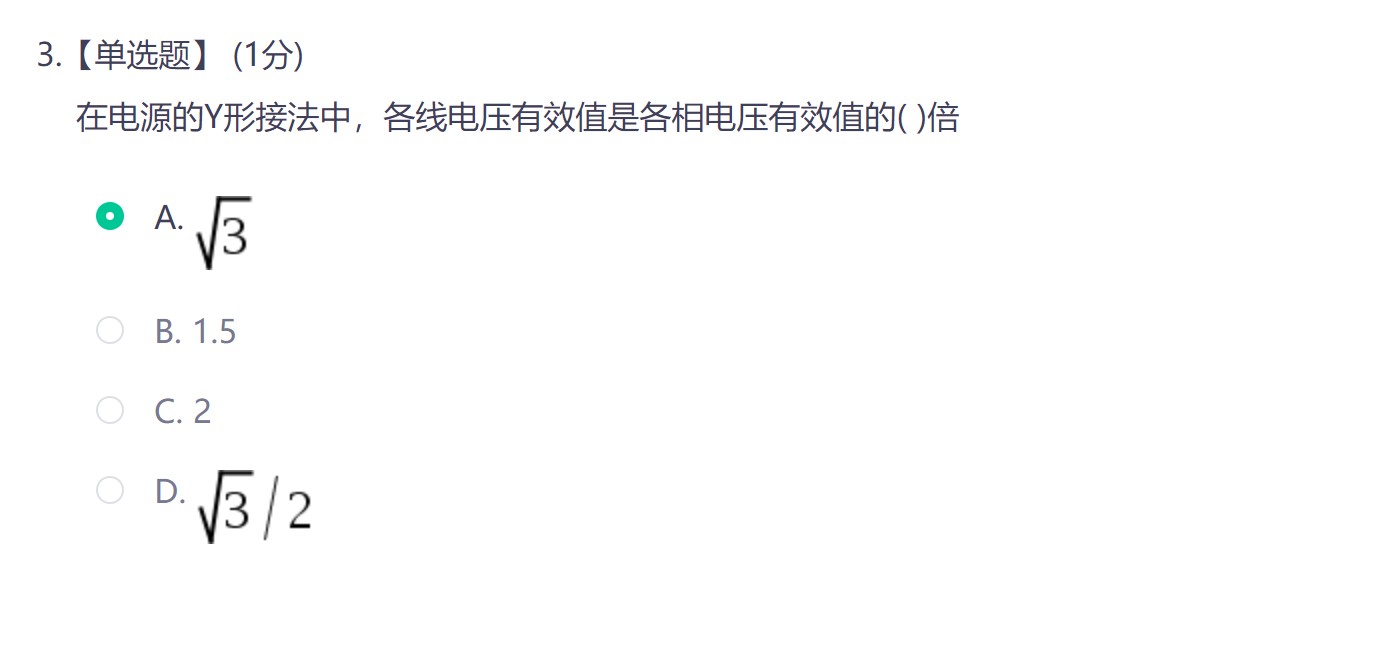 3.【单选题】 (1分)
在电源的Y形接法中，各线电压有效值是各相电压有效值的( )倍
A. √3
B. 1.5
C. 2
D. √3/2